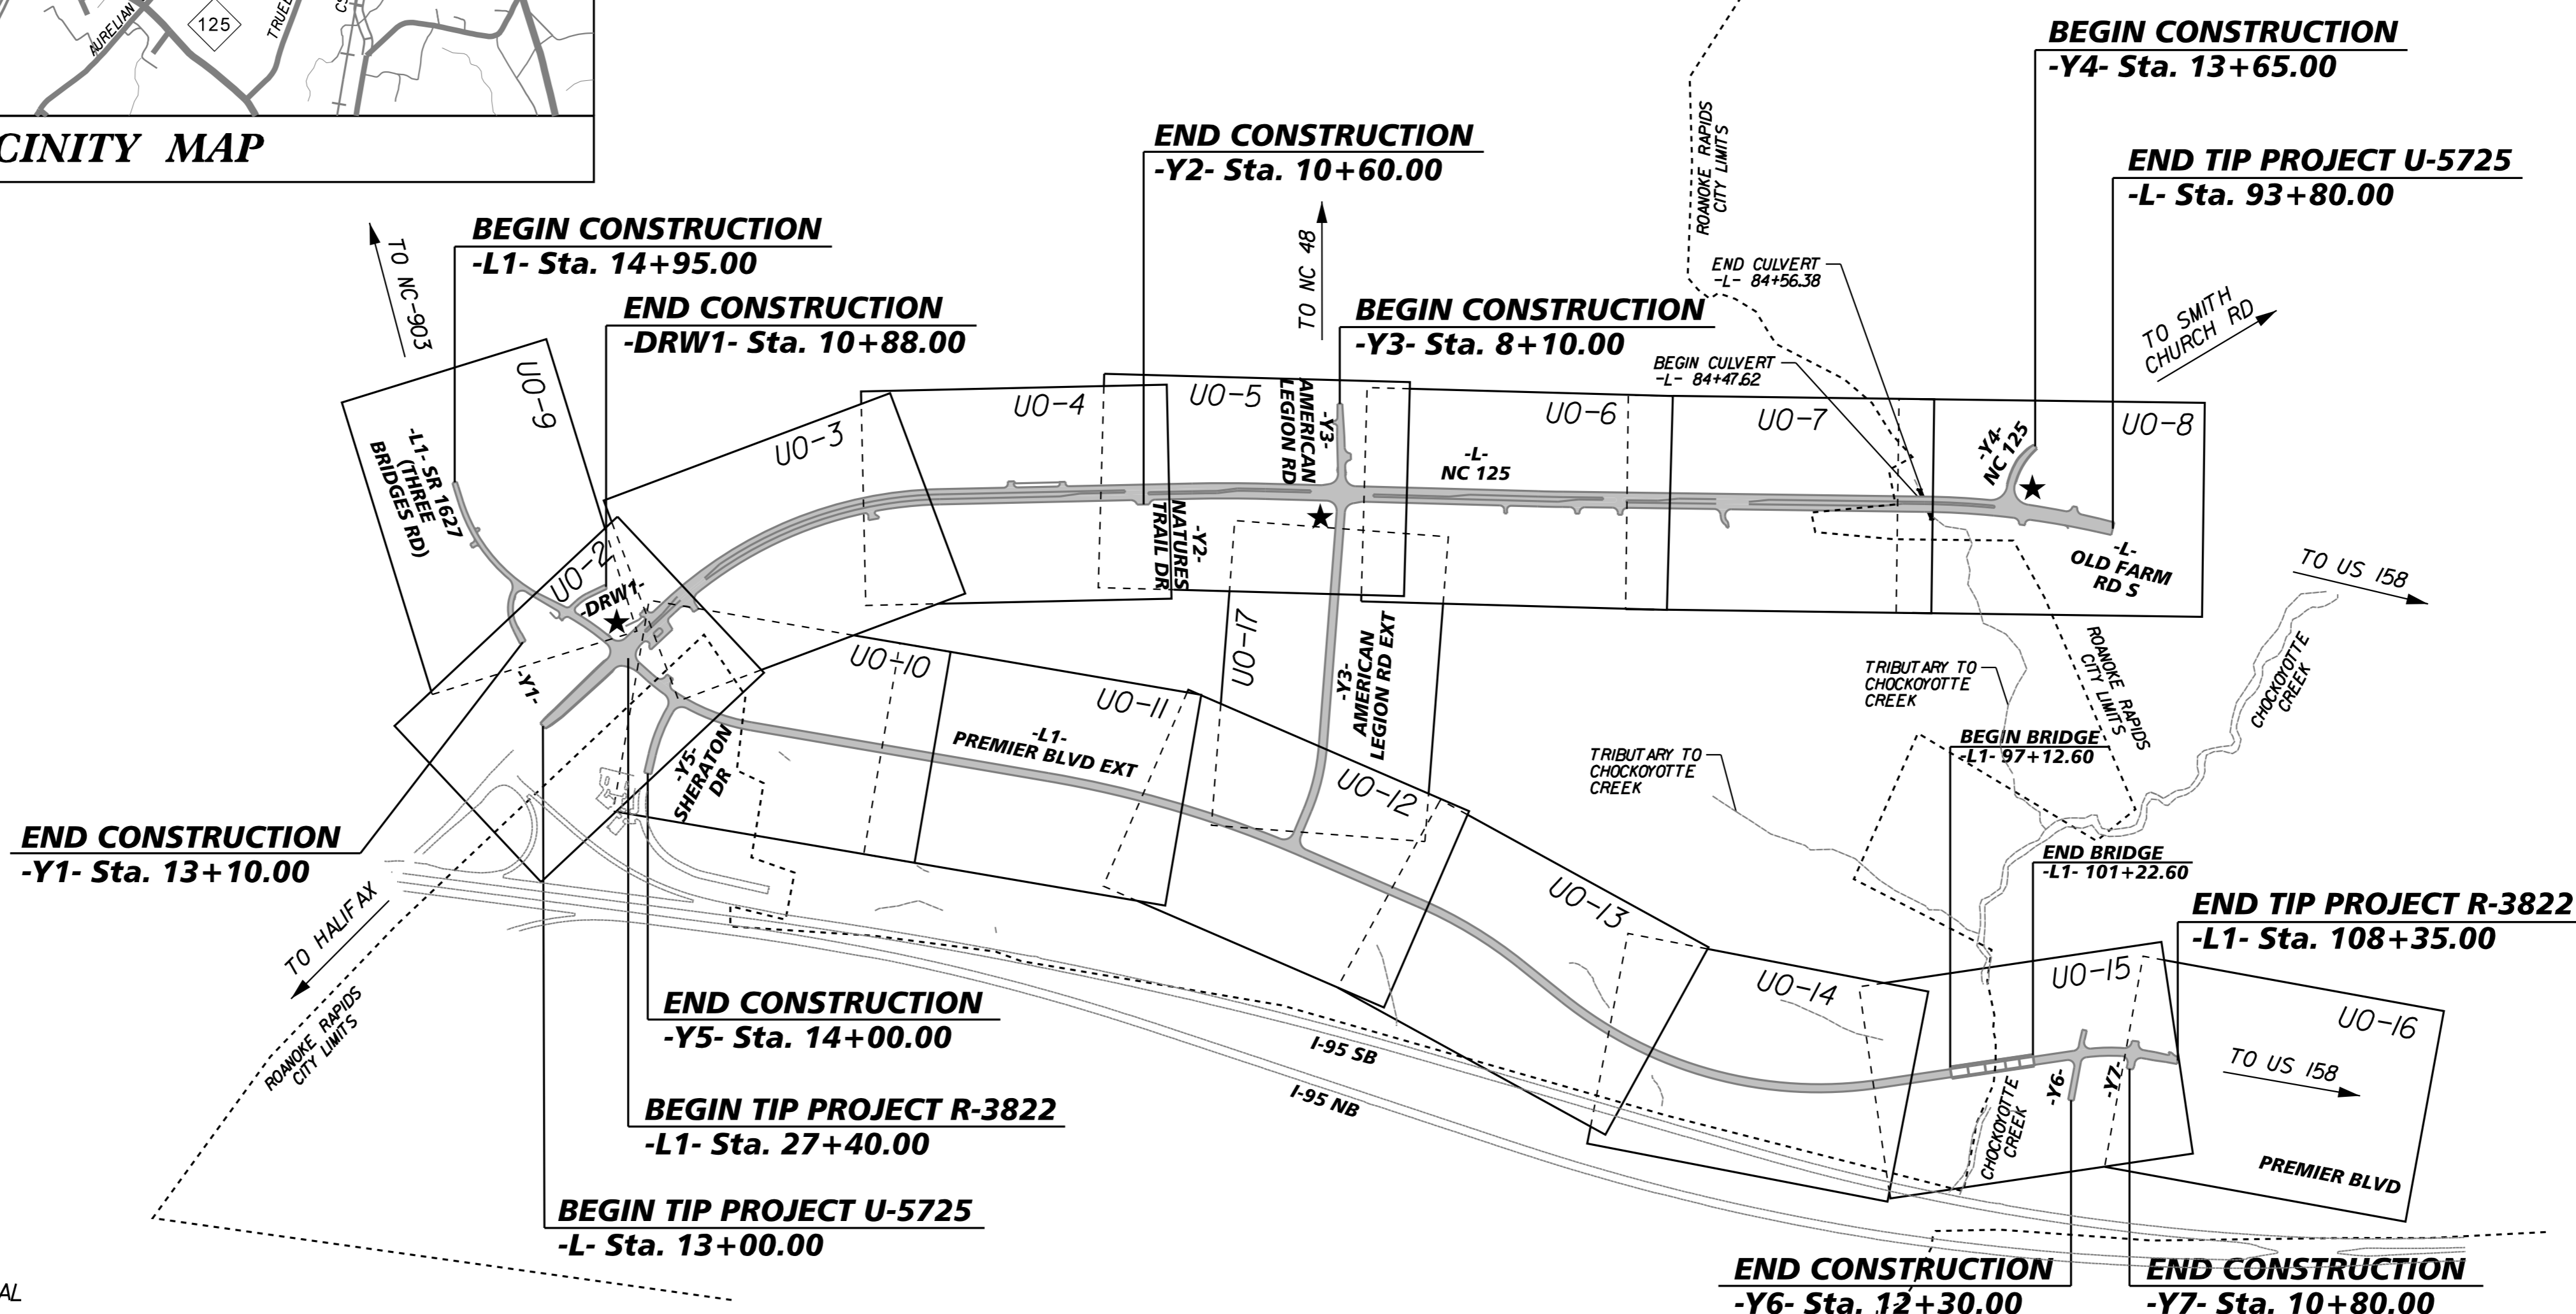 AURELIAN
125
CINITY MAP
BEGIN CONSTRUCTION
-Y4- Sta. 13+65.00
END CONSTRUCTION
-Y2- Sta. 10+60.00
ROANOKE RAPIDS
CITY LIMITS
END TIP PROJECT U-5725
-L- Sta. 93+80.00
BEGIN CONSTRUCTION
-L1- Sta. 14+95.00
TO NC-903
TO NC 48
END CULVERT
-L- 84+56.38
END CONSTRUCTION
-DRW1- Sta. 10+88.00
BEGIN CONSTRUCTION
-Y3- Sta. 8+10.00
TO SMITH
CHURCH RD
BEGIN CULVERT
-L- 84+47.62
UO-9
UO-3
UO-4
UO-5
AMERICAN
LEGION RD
-Y3-
UO-6
UO-7
UO-8
-L1- SR 1627
(THREE
BRIDGES RD)
-L-
NC 125
-Y4-
NC 125
-Y2-
NATURES
TRAIL DR
UO-2
-DRW1-
-L-
OLD FARM
RD S
TO US 158
-Y1-
UO-10
UO-11
UO-17
-Y3-
AMERICAN
LEGION RD EXT
TRIBUTARY TO
CHOCKOYOTTE
CREEK
ROANOKE RAPIDS
CITY LIMITS
CHOCKOYOTTE
CREEK
-L1-
PREMIER BLVD EXT
-Y5-
SHERATON
DR
UO-12
TRIBUTARY TO
CHOCKOYOTTE
CREEK
BEGIN BRIDGE
-L1- 97+12.60
END CONSTRUCTION
-Y1- Sta. 13+10.00
END BRIDGE
-L1- 101+22.60
UO-13
END TIP PROJECT R-3822
-L1- Sta. 108+35.00
TO HALIFAX
ROANOKE RAPIDS
CITY LIMITS
END CONSTRUCTION
-Y5- Sta. 14+00.00
UO-14
UO-15
UO-16
I-95 SB
I-95 NB
TO US 158
-Y6-
-Y7-
CHOCKOYOTTE
CREEK
BEGIN TIP PROJECT R-3822
-L1- Sta. 27+40.00
PREMIER BLVD
BEGIN TIP PROJECT U-5725
-L- Sta. 13+00.00
END CONSTRUCTION
-Y6- Sta. 12+30.00
END CONSTRUCTION
-Y7- Sta. 10+80.00
AL